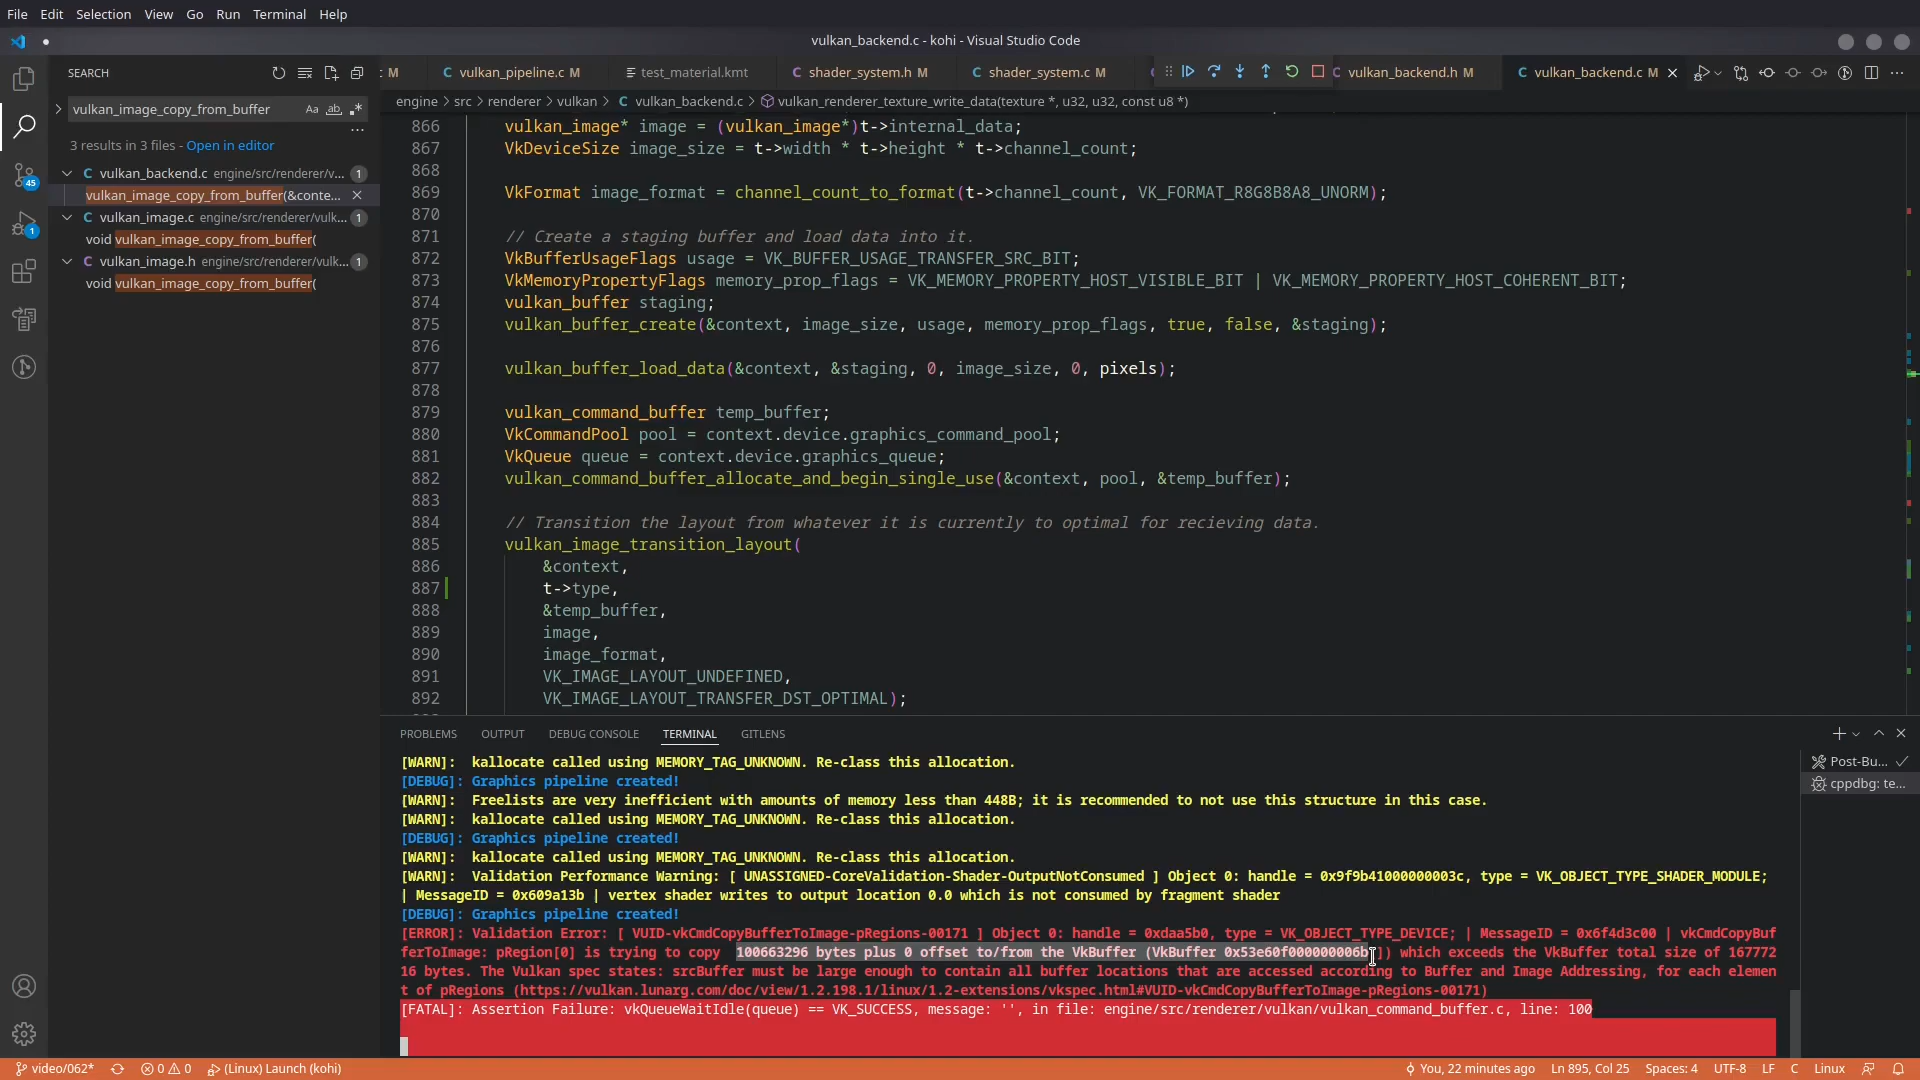 File Edit Selection View Go Run Terminal Help
vulkan_backend.c - kohi - Visual Studio Code
SEARCH
M vulkan_pipeline.c M test_material.kmt shader_system.h M shader_system.c M vulkan_backend.h M vulkan_backend.c M
vulkan_image_copy_from_buffer Aa ab
engine > src > renderer > vulkan > C vulkan_backend.c > vulkan_renderer_texture_write_data(texture *, u32, u32, const u8 *)
3 results in 3 files - Open in editor
C vulkan_backend.c engine/src/renderer/v... 1
vulkan_image_copy_from_buffer(&conte...
C vulkan_image.c engine/src/renderer/vulk... 1
void vulkan_image_copy_from_buffer(
C vulkan_image.h engine/src/renderer/vulk... 1
void vulkan_image_copy_from_buffer(
45
1
866 vulkan_image* image = (vulkan_image*)t->internal_data;
867 VkDeviceSize image_size = t->width * t->height * t->channel_count;
868
869 VkFormat image_format = channel_count_to_format(t->channel_count, VK_FORMAT_R8G8B8A8_UNORM);
870
871 // Create a staging buffer and load data into it.
872 VkBufferUsageFlags usage = VK_BUFFER_USAGE_TRANSFER_SRC_BIT;
873 VkMemoryPropertyFlags memory_prop_flags = VK_MEMORY_PROPERTY_HOST_VISIBLE_BIT | VK_MEMORY_PROPERTY_HOST_COHERENT_BIT;
874 vulkan_buffer staging;
875 vulkan_buffer_create(&context, image_size, usage, memory_prop_flags, true, false, &staging);
876
877 vulkan_buffer_load_data(&context, &staging, 0, image_size, 0, pixels);
878
879 vulkan_command_buffer temp_buffer;
880 VkCommandPool pool = context.device.graphics_command_pool;
881 VkQueue queue = context.device.graphics_queue;
882 vulkan_command_buffer_allocate_and_begin_single_use(&context, pool, &temp_buffer);
883
884 // Transition the layout from whatever it is currently to optimal for recieving data.
885 vulkan_image_transition_layout(
886 &context,
887 t->type,
888 &temp_buffer,
889 image,
890 image_format,
891 VK_IMAGE_LAYOUT_UNDEFINED,
892 VK_IMAGE_LAYOUT_TRANSFER_DST_OPTIMAL);
PROBLEMS OUTPUT DEBUG CONSOLE TERMINAL GITLENS
Post-Bu...
cppdbg: te...
[WARN]: kallocate called using MEMORY_TAG_UNKNOWN. Re-class this allocation.
[DEBUG]: Graphics pipeline created!
[WARN]: Freelists are very inefficient with amounts of memory less than 448B; it is recommended to not use this structure in this case.
[WARN]: kallocate called using MEMORY_TAG_UNKNOWN. Re-class this allocation.
[DEBUG]: Graphics pipeline created!
[WARN]: kallocate called using MEMORY_TAG_UNKNOWN. Re-class this allocation.
[WARN]: Validation Performance Warning: [ UNASSIGNED-CoreValidation-Shader-OutputNotConsumed ] Object 0: handle = 0x9f9b41000000003c, type = VK_OBJECT_TYPE_SHADER_MODULE;
| MessageID = 0x609a13b | vertex shader writes to output location 0.0 which is not consumed by fragment shader
[DEBUG]: Graphics pipeline created!
[ERROR]: Validation Error: [ VUID-vkCmdCopyBufferToImage-pRegions-00171 ] Object 0: handle = 0xdaa5b0, type = VK_OBJECT_TYPE_DEVICE; | MessageID = 0x6f4d3c00 | vkCmdCopyBuf
ferToImage: pRegion[0] is trying to copy 100663296 bytes plus 0 offset to/from the VkBuffer (VkBuffer 0x53e60f000000006b[]) which exceeds the VkBuffer total size of 167772
16 bytes. The Vulkan spec states: srcBuffer must be large enough to contain all buffer locations that are accessed according to Buffer and Image Addressing, for each elemen
t of pRegions (https://vulkan.lunarg.com/doc/view/1.2.198.1/linux/1.2-extensions/vkspec.html#VUID-vkCmdCopyBufferToImage-pRegions-00171)
[FATAL]: Assertion Failure: vkQueueWaitIdle(queue) == VK_SUCCESS, message: '', in file: engine/src/renderer/vulkan/vulkan_command_buffer.c, line: 100
video/062* 0 0 (Linux) Launch (kohi) You, 22 minutes ago Ln 895, Col 25 Spaces: 4 UTF-8 LF C Linux